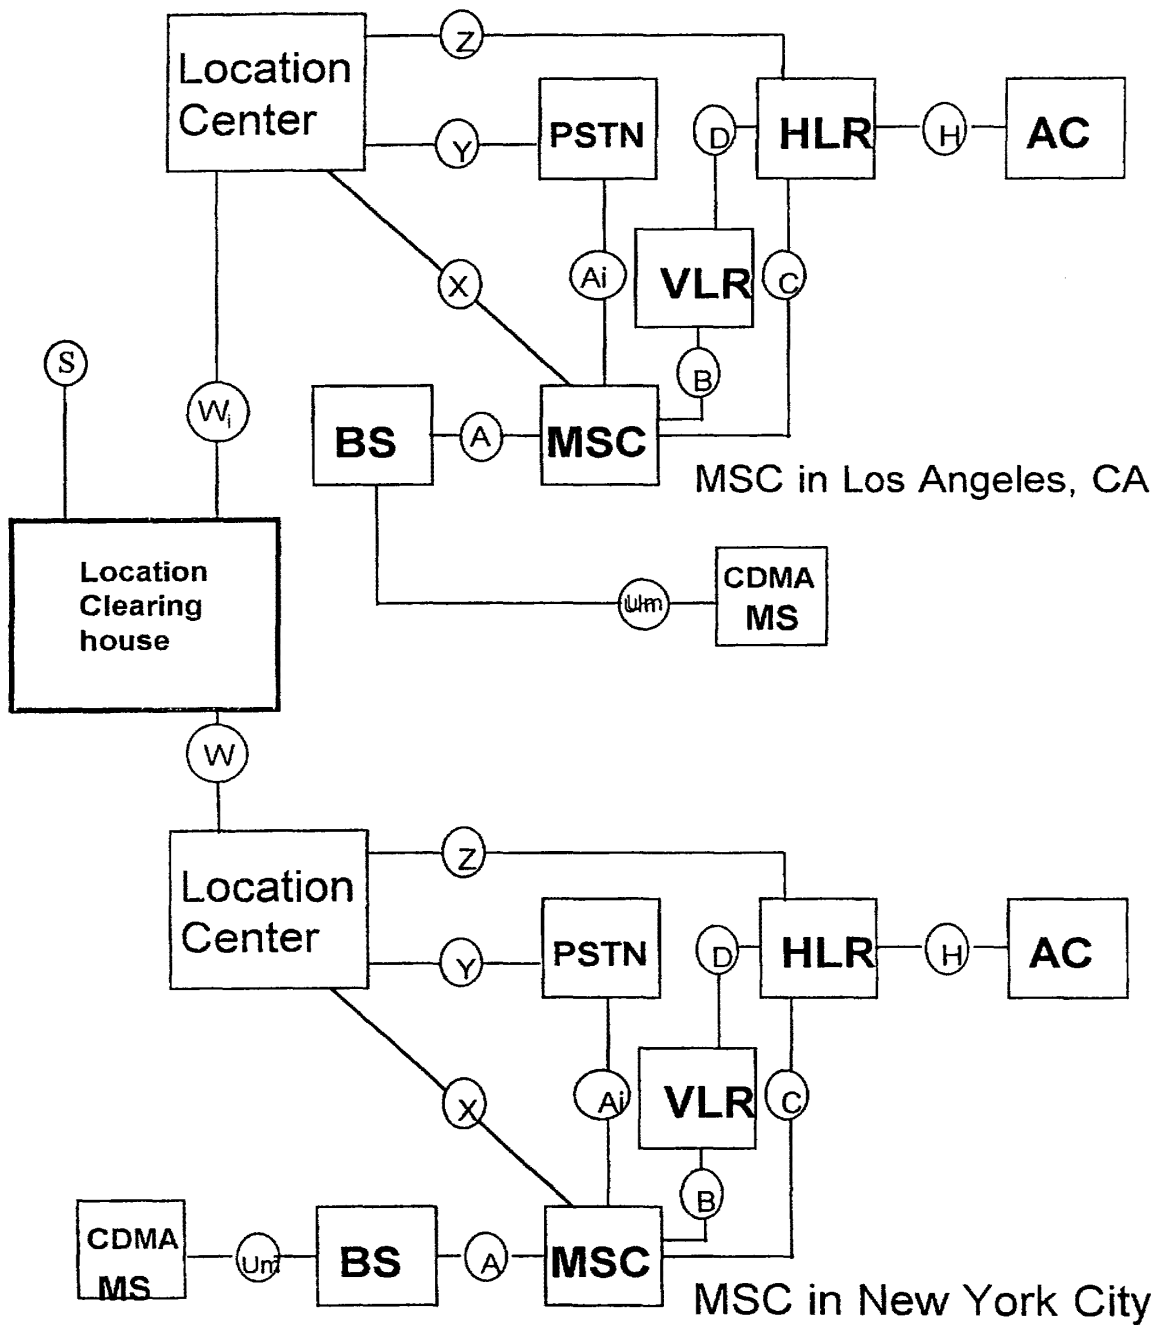 Z
Location
Center
Y
PSTN
D
HLR
H
AC
X
Ai
VLR
C
S
Wi
B
BS
A
MSC
MSC in Los Angeles, CA
Location
Clearing
house
Um
CDMA
MS
W
Z
Location
Center
Y
PSTN
D
HLR
H
AC
X
Ai
VLR
C
B
CDMA
MS
Um
BS
A
MSC
MSC in New York City